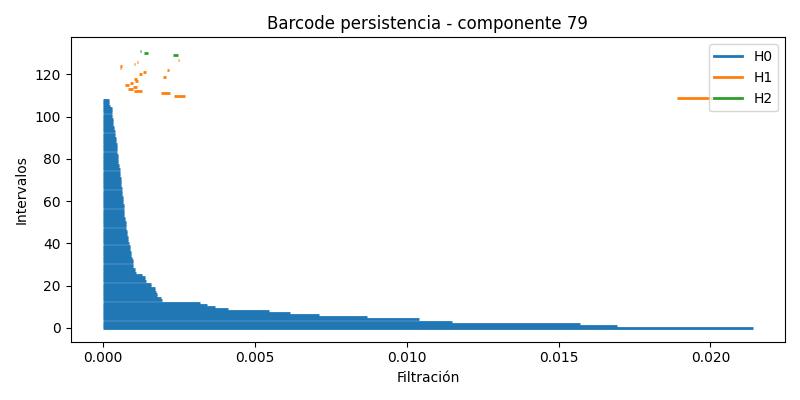 Barcode persistencia - componente 79
Intervalos
120
100
80
60
40
20
0
H0
H1
H2
0.000
0.005
0.010
0.015
0.020
Filtración